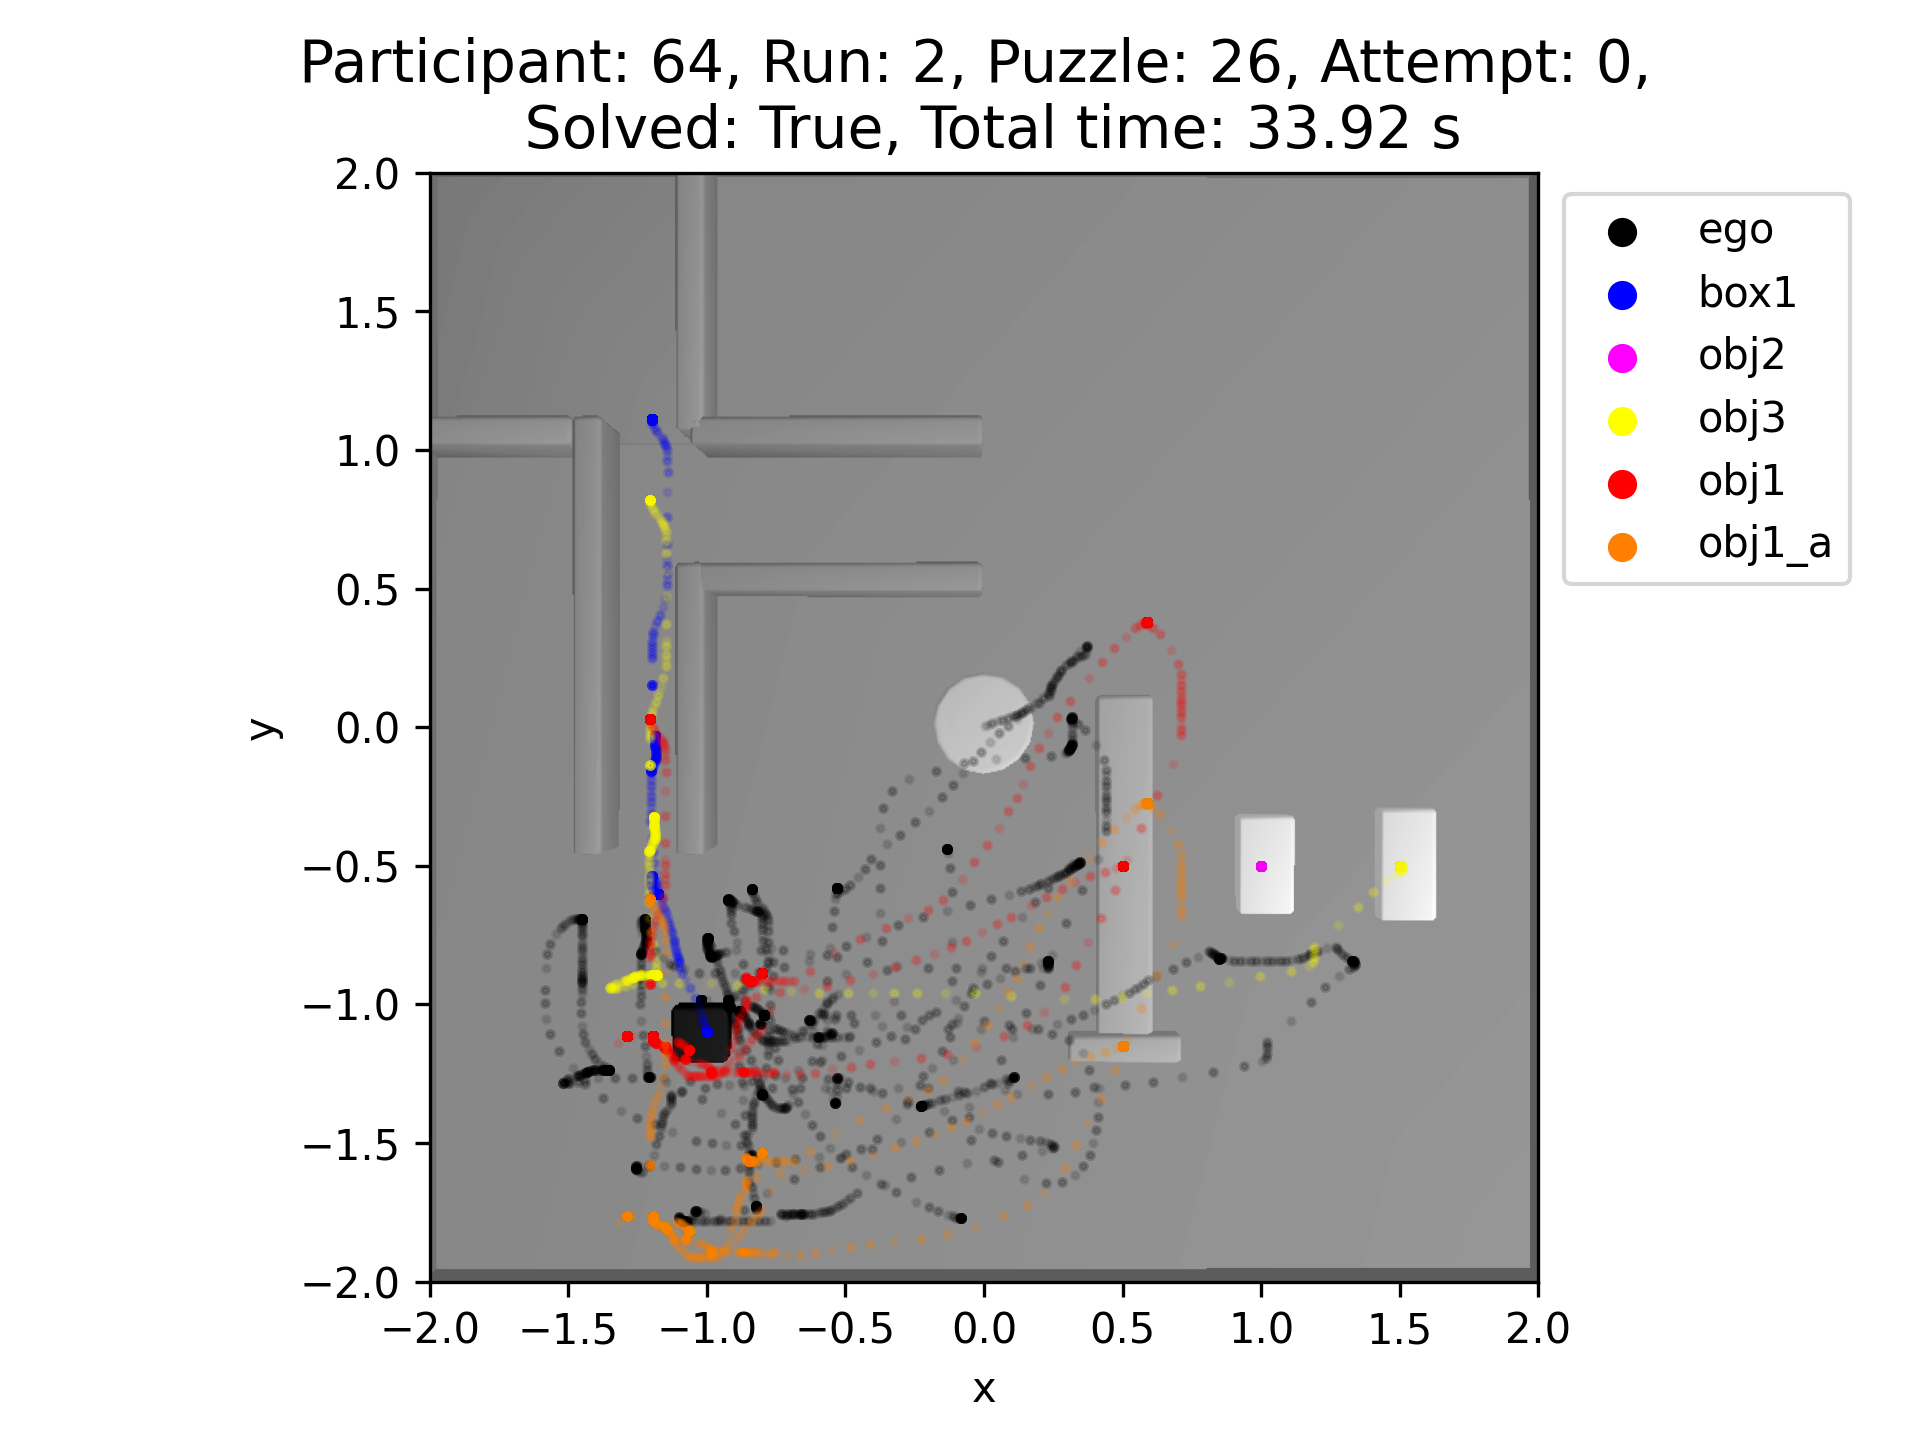 Participant: 64, Run: 2, Puzzle: 26, Attempt: 0,
Solved: True, Total time: 33.92 s
2.0
1.5
1.0
0.5
0.0
−0.5
−1.0
−1.5
−2.0
y
−2.0 −1.5 −1.0 −0.5 0.0 0.5 1.0 1.5 2.0
x
ego
box1
obj2
obj3
obj1
obj1_a